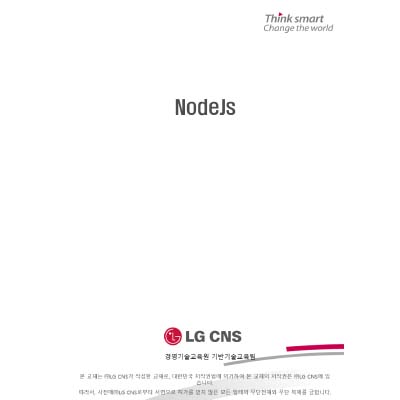 Think smart
Change the world
NodeJs
LG CNS
경영기술교육원 기반기술교육팀
본 교재는 ㈜LG CNS가 작성한 교재로, 대한민국 저작권법에 의거하여 본 교재의 저작권은 ㈜LG CNS에 있
습니다.
따라서, 사전에 ㈜LG CNS로부터 서면으로 허가를 받지 않은 모든 형태의 무단전재와 무단 복제를 금합니다.